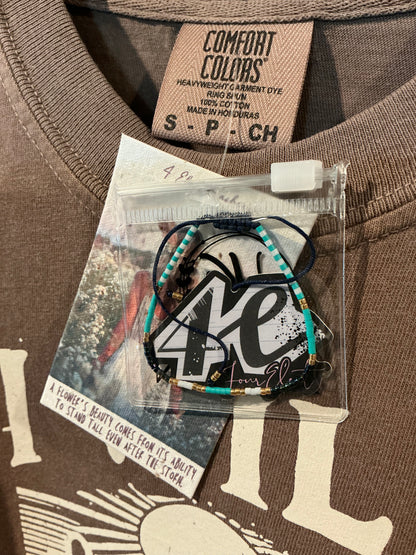 COMFORT
COLORS®
HEAVYWEIGHT GARMENT DYE
RING SPUN
100% COTTON
MADE IN HONDURAS
S - P - CH
4e
A FLOWER'S BEAUTY COMES FROM ITS ABILITY
TO STAND TALL EVEN AFTER THE STORM.